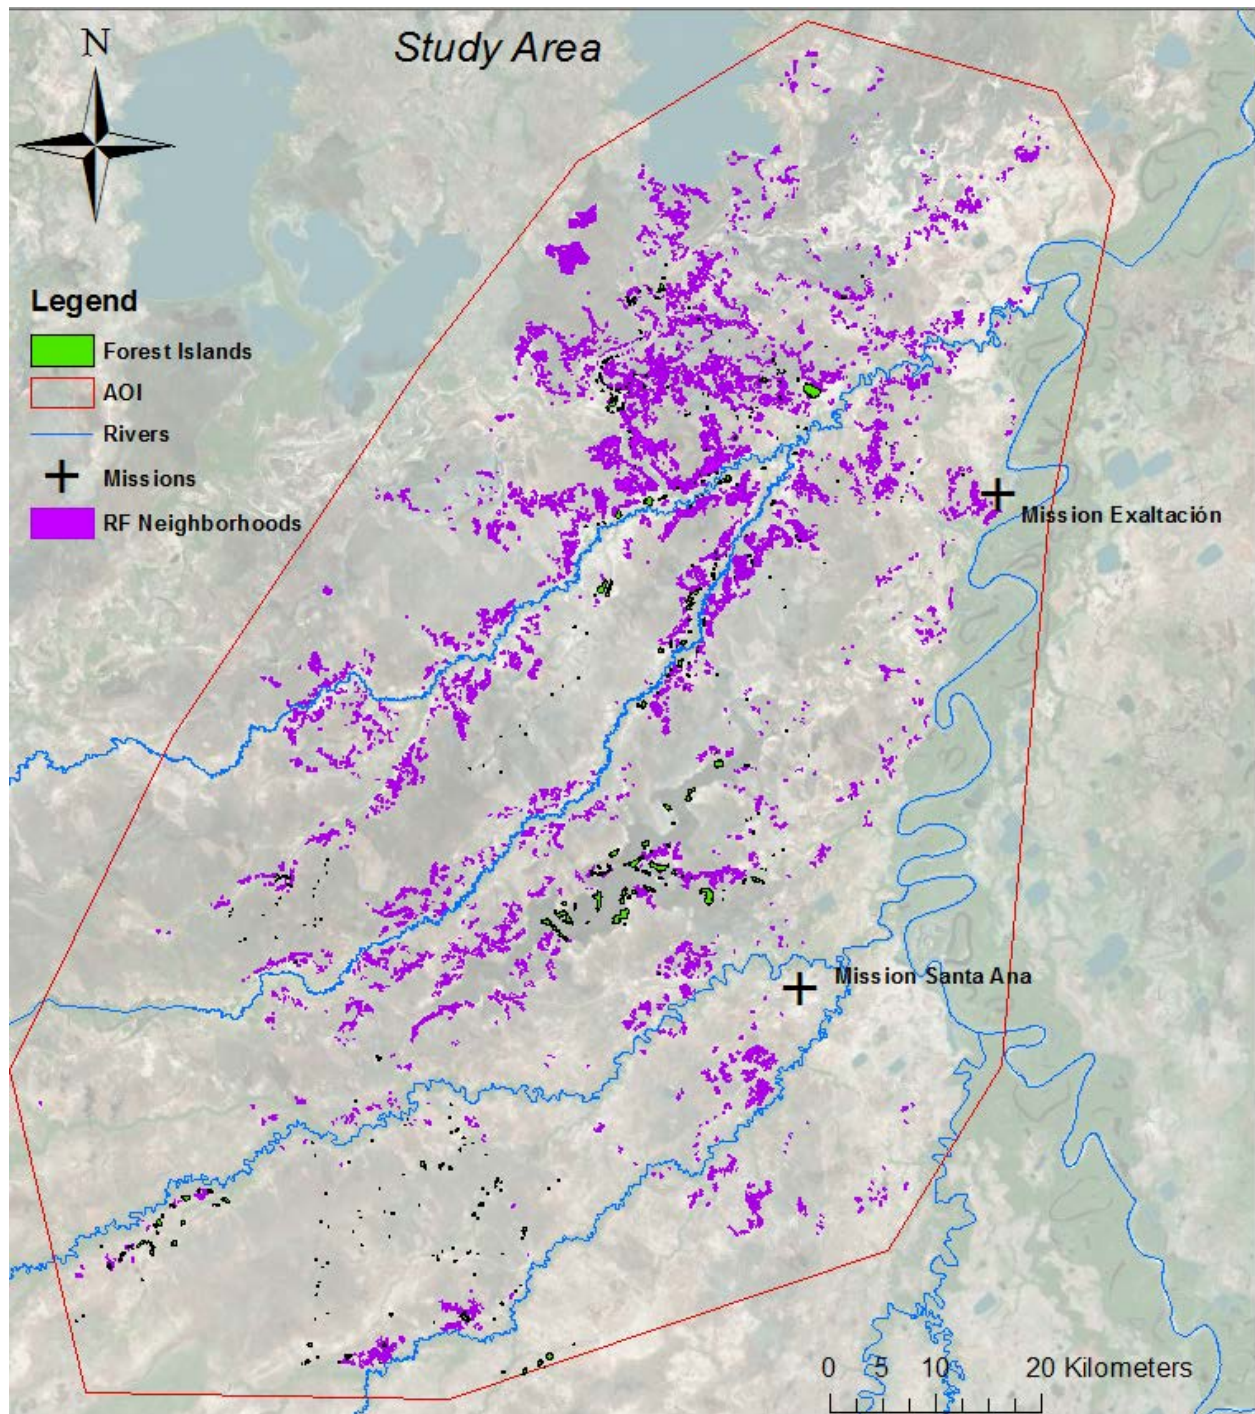 Study Area
N
Legend
Forest Islands
AOI
Rivers
Missions
RF Neighborhoods
Mission Exaltación
Mission Santa Ana
0 5 10 20 Kilometers